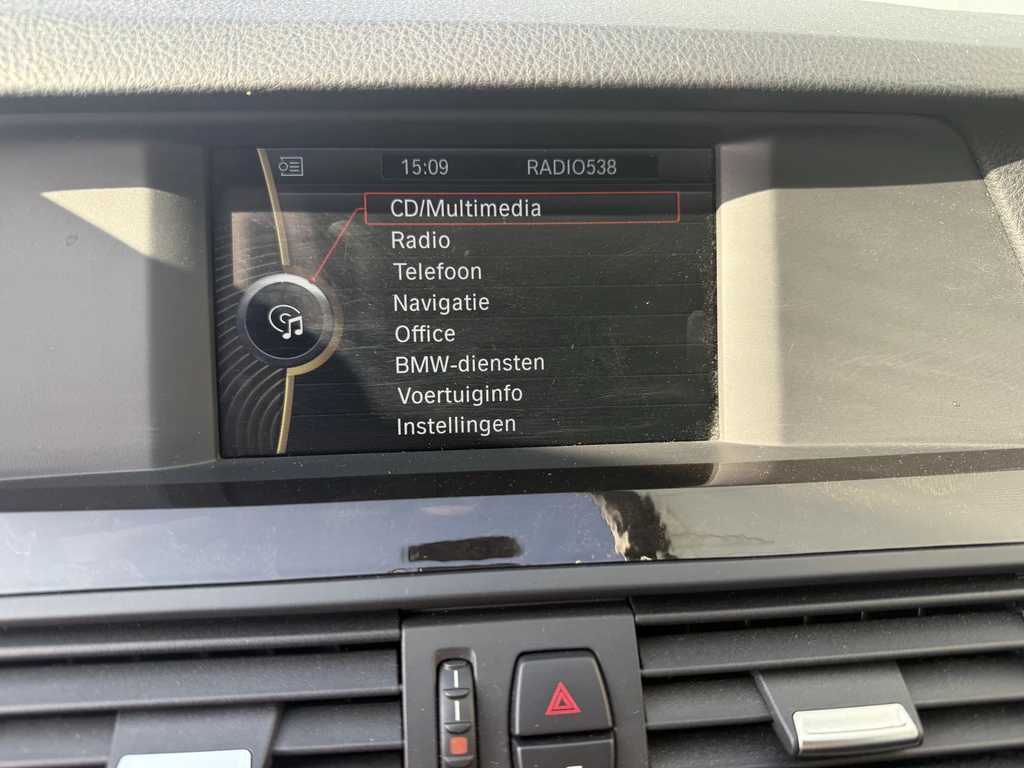 15:09 RADIO538
CD/Multimedia
Radio
Telefoon
Navigatie
Office
BMW-diensten
Voertuiginfo
Instellingen